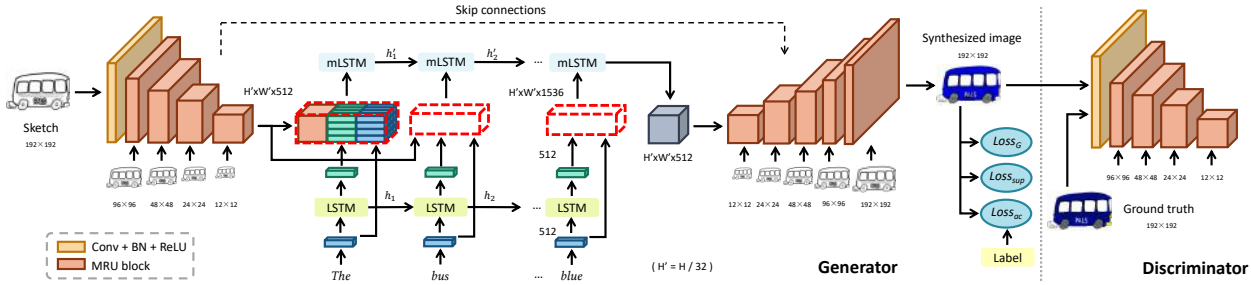 Skip connections
Sketch
192×192
96×96
48×48
24×24
12×12
H'xW'x512
mLSTM
h′₁
mLSTM
h′₂
...
mLSTM
H'xW'x1536
512
LSTM
h₁
LSTM
h₂
...
LSTM
512
The
bus
...
blue
H'xW'x512
( H' = H / 32 )
12×12
24×24
48×48
96×96
192×192
Generator
Synthesized image
192×192
Loss_G
Loss_sup
Loss_ac
Label
Ground truth
192×192
96×96
48×48
24×24
12×12
Discriminator
Conv + BN + ReLU
MRU block